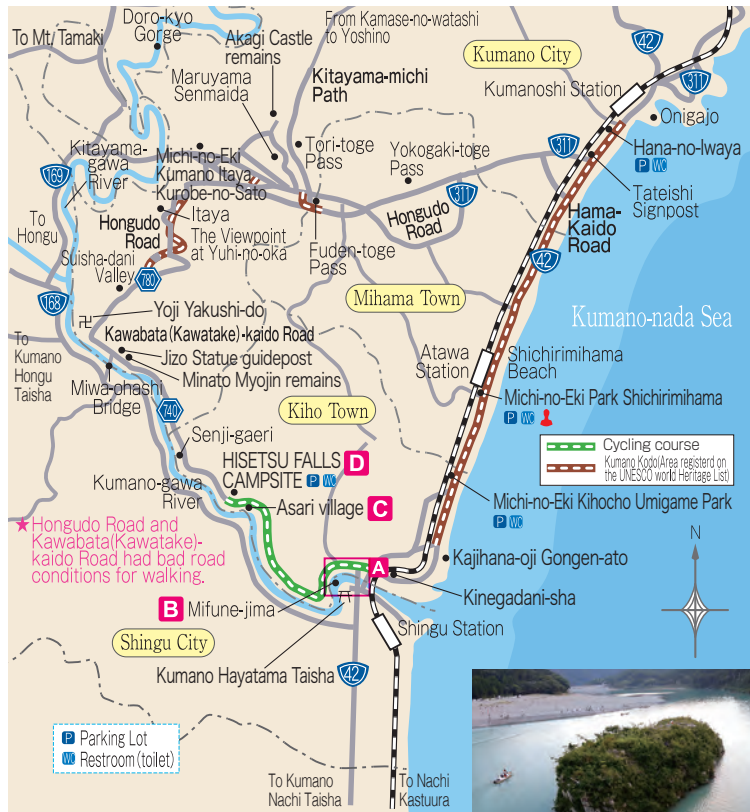 Doro-kyo
Gorge
To Mt. Tamaki
Akagi Castle
remains
From Kamase-no-watashi
to Yoshino
Maruyama
Senmaida
Kitayama-michi
Path
Kumano City
42
311
Kumanoshi Station
Onigajo
Hana-no-Iwaya
P WC
Tateishi
Signpost
Kitayama-
gawa
River
169
Michi-no-Eki
Kumano Itaya
Kurobe-no-Sato
Tori-toge
Pass
Yokogaki-toge
Pass
311
311
Hongudo
Road
Hama-
Kaido
Road
To
Hongu
Hongudo
Road
Itaya
The Viewpoint
at Yuhi-no-oka
Fuden-toge
Pass
42
Suisha-dani
Valley
780
168
Mihama Town
Kumano-nada Sea
卍
Yoji Yakushi-do
Kawabata(Kawatake)-kaido Road
Jizo Statue guidepost
Minato Myojin remains
To
Kumano
Hongu
Taisha
Miwa-ohashi
Bridge
740
Atawa
Station
Shichirimihama
Beach
Michi-no-Eki Park Shichirimihama
P WC
Kiho Town
Senji-gaeri
HISETSU FALLS
CAMPSITE P WC
D
Kumano-gawa
River
Asari village C
Cycling course
Kumano Kodo(Area registerd on
the UNESCO world Heritage List)
Michi-no-Eki Kihocho Umigame Park
P WC
★Hongudo Road and
Kawabata(Kawatake)-
kaido Road had bad road
conditions for walking.
A
Kajihana-oji Gongen-ato
Kinegadani-sha
B Mifune-jima
Shingu City
Shingu Station
Kumano Hayatama Taisha
42
N
P Parking Lot
WC Restroom(toilet)
To Kumano
Nachi Taisha
To Nachi
Kastuura